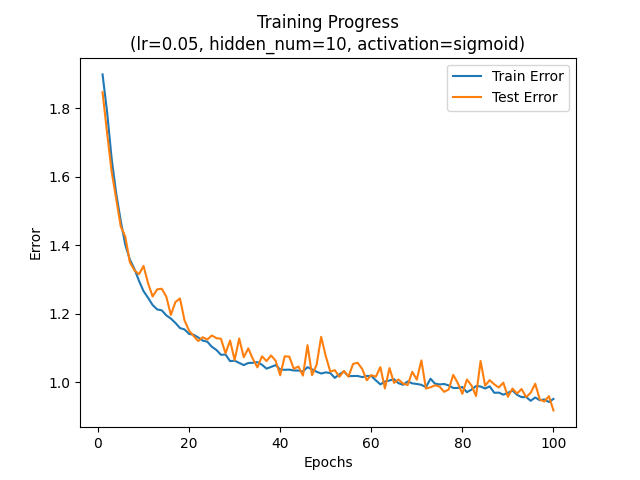 Training Progress
(lr=0.05, hidden_num=10, activation=sigmoid)
Train Error
Test Error
1.8
1.6
1.4
1.2
1.0
Error
0
20
40
60
80
100
Epochs